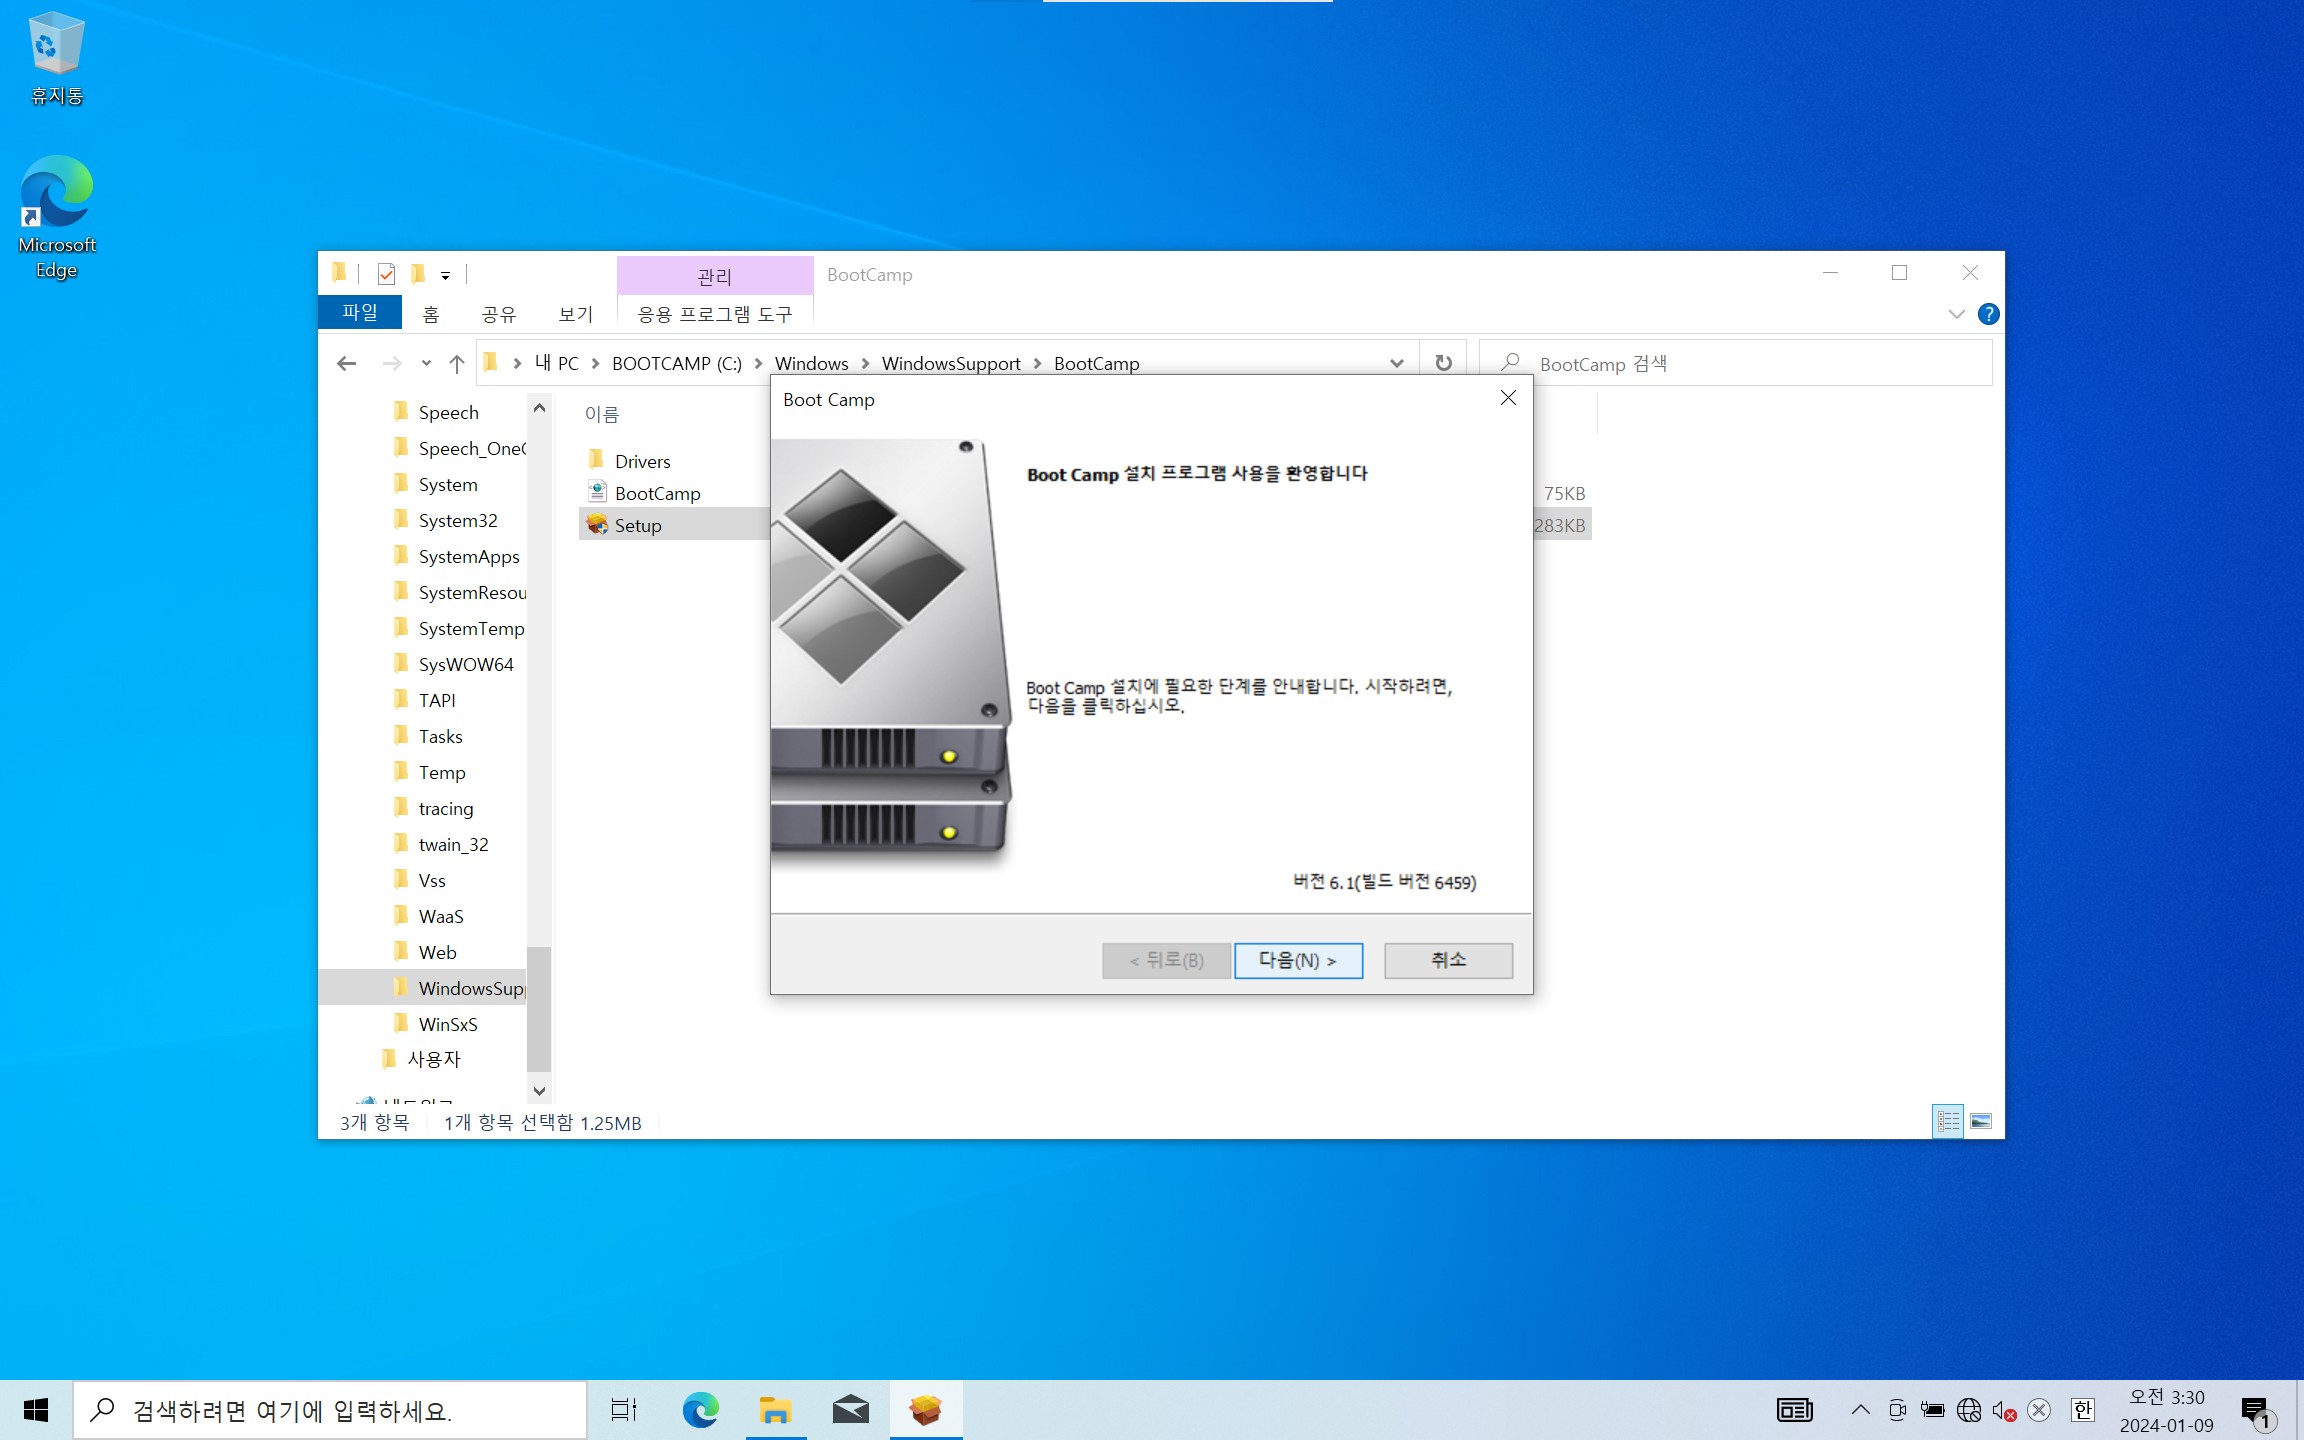 휴지통
Microsoft
Edge
관리
BootCamp
파일
홈
공유
보기
응용 프로그램 도구
내 PC
BOOTCAMP (C:)
Windows
WindowsSupport
BootCamp
BootCamp 검색
Speech
Speech_OneC
System
System32
SystemApps
SystemResou
SystemTemp
SysWOW64
TAPI
Tasks
Temp
tracing
twain_32
Vss
WaaS
Web
WindowsSupp
WinSxS
사용자
이름
Drivers
BootCamp
75KB
Setup
283KB
Boot Camp
Boot Camp 설치 프로그램 사용을 환영합니다
Boot Camp 설치에 필요한 단계를 안내합니다. 시작하려면,
다음을 클릭하십시오.
버전 6.1(빌드 버전 6459)
< 뒤로(B)
다음(N) >
취소
3개 항목
1개 항목 선택함 1.25MB
검색하려면 여기에 입력하세요.
한
오전 3:30
2024-01-09
1